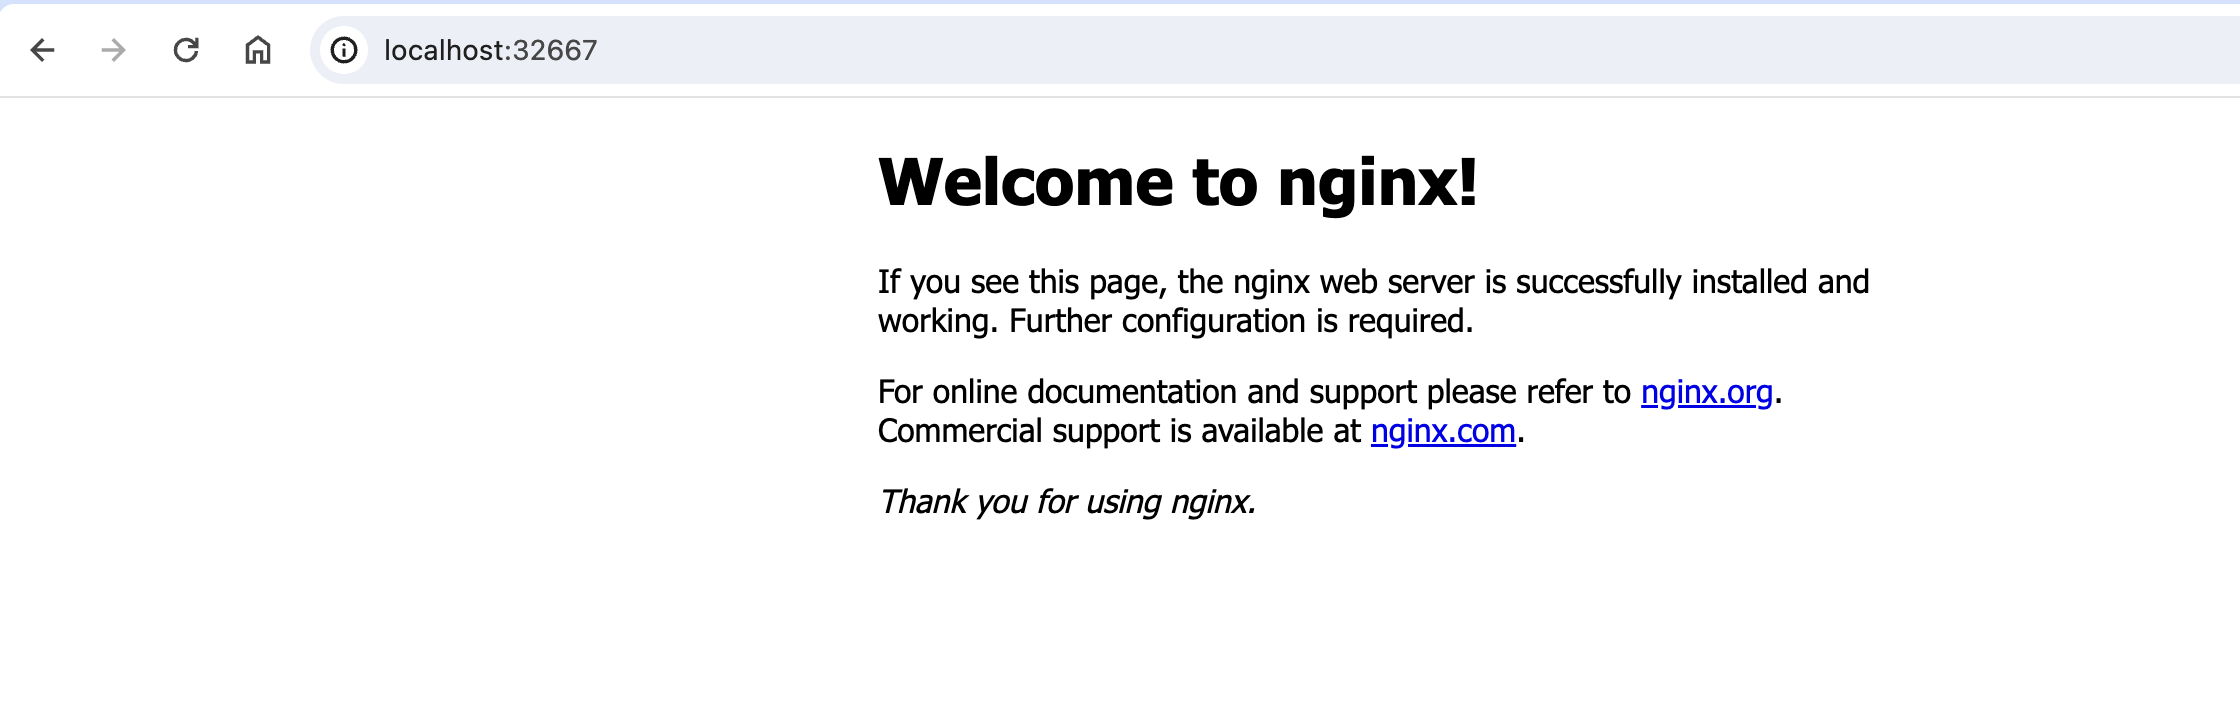 localhost:32667
Welcome to nginx!
If you see this page, the nginx web server is successfully installed and
working. Further configuration is required.
For online documentation and support please refer to nginx.org.
Commercial support is available at nginx.com.
Thank you for using nginx.